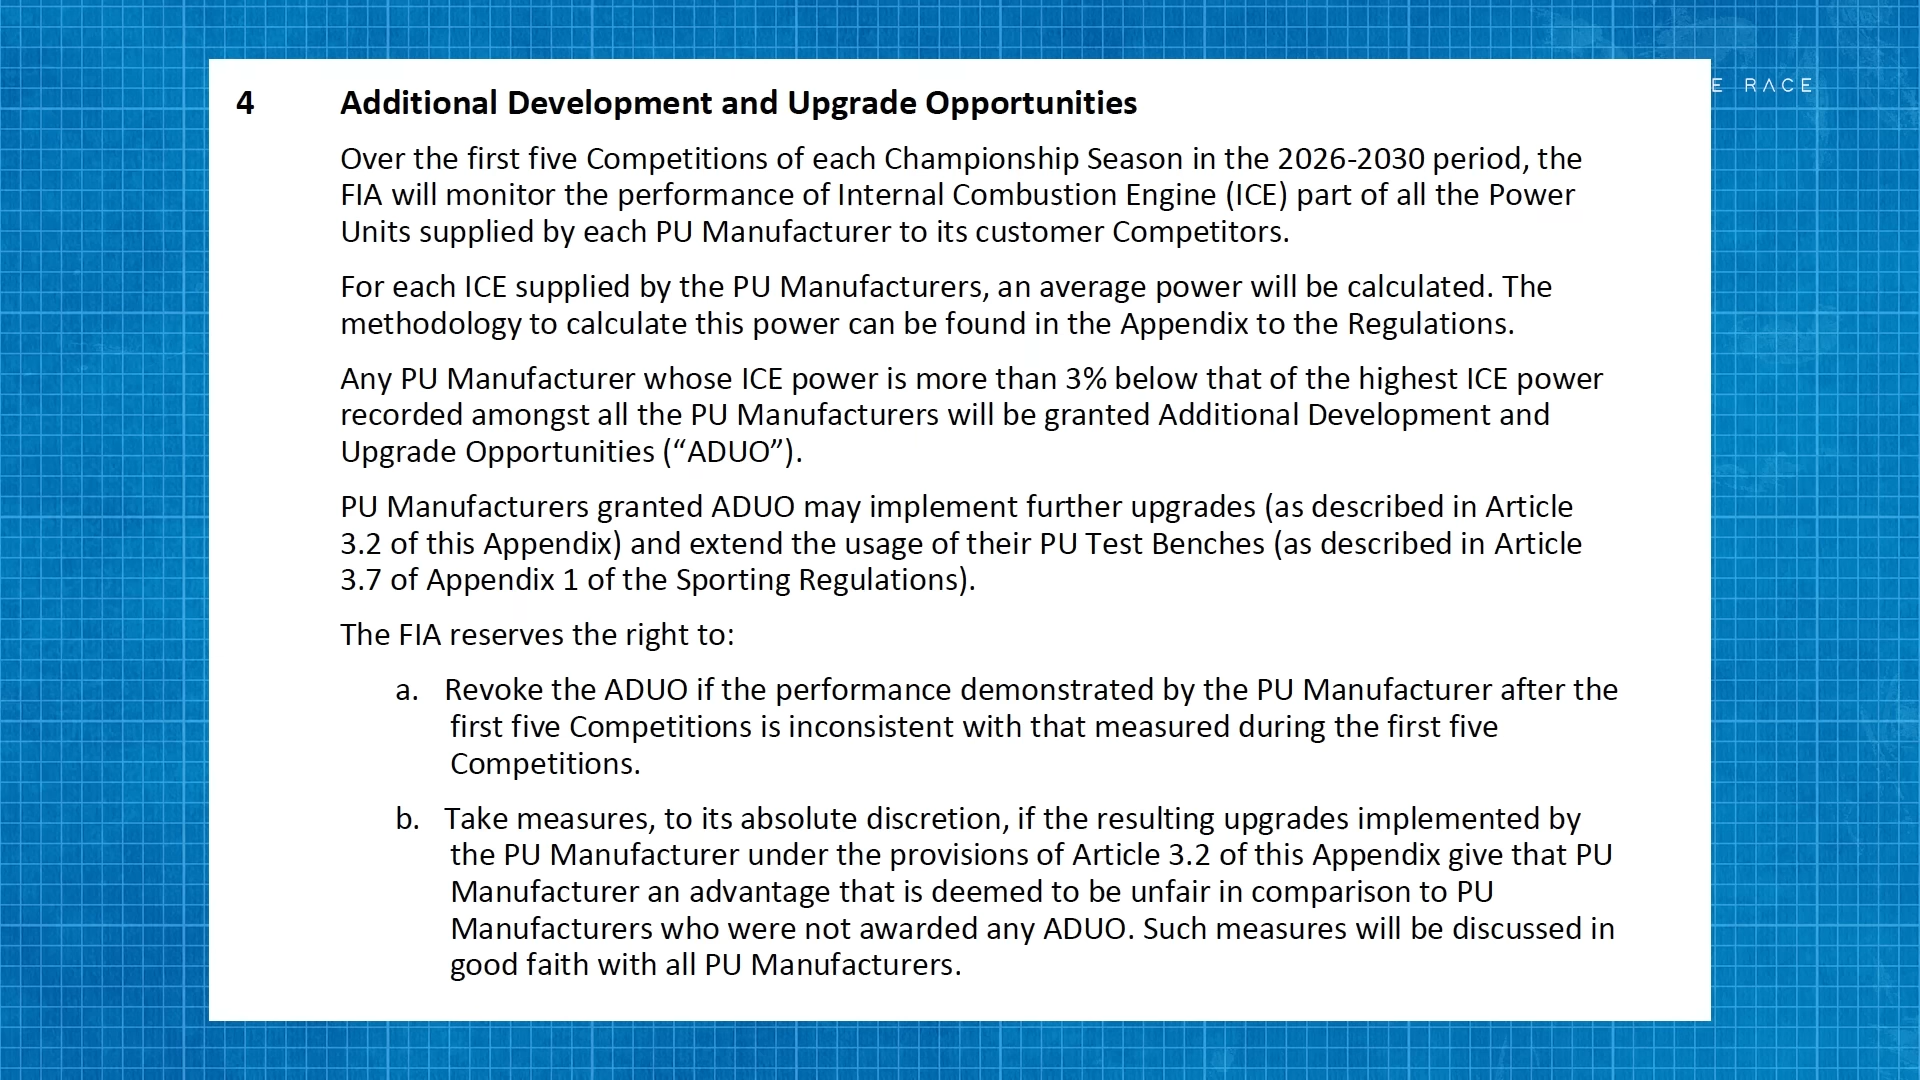 E RACE
4 Additional Development and Upgrade Opportunities
Over the first five Competitions of each Championship Season in the 2026-2030 period, the
FIA will monitor the performance of Internal Combustion Engine (ICE) part of all the Power
Units supplied by each PU Manufacturer to its customer Competitors.
For each ICE supplied by the PU Manufacturers, an average power will be calculated. The
methodology to calculate this power can be found in the Appendix to the Regulations.
Any PU Manufacturer whose ICE power is more than 3% below that of the highest ICE power
recorded amongst all the PU Manufacturers will be granted Additional Development and
Upgrade Opportunities (“ADUO”).
PU Manufacturers granted ADUO may implement further upgrades (as described in Article
3.2 of this Appendix) and extend the usage of their PU Test Benches (as described in Article
3.7 of Appendix 1 of the Sporting Regulations).
The FIA reserves the right to:
a. Revoke the ADUO if the performance demonstrated by the PU Manufacturer after the
first five Competitions is inconsistent with that measured during the first five
Competitions.
b. Take measures, to its absolute discretion, if the resulting upgrades implemented by
the PU Manufacturer under the provisions of Article 3.2 of this Appendix give that PU
Manufacturer an advantage that is deemed to be unfair in comparison to PU
Manufacturers who were not awarded any ADUO. Such measures will be discussed in
good faith with all PU Manufacturers.